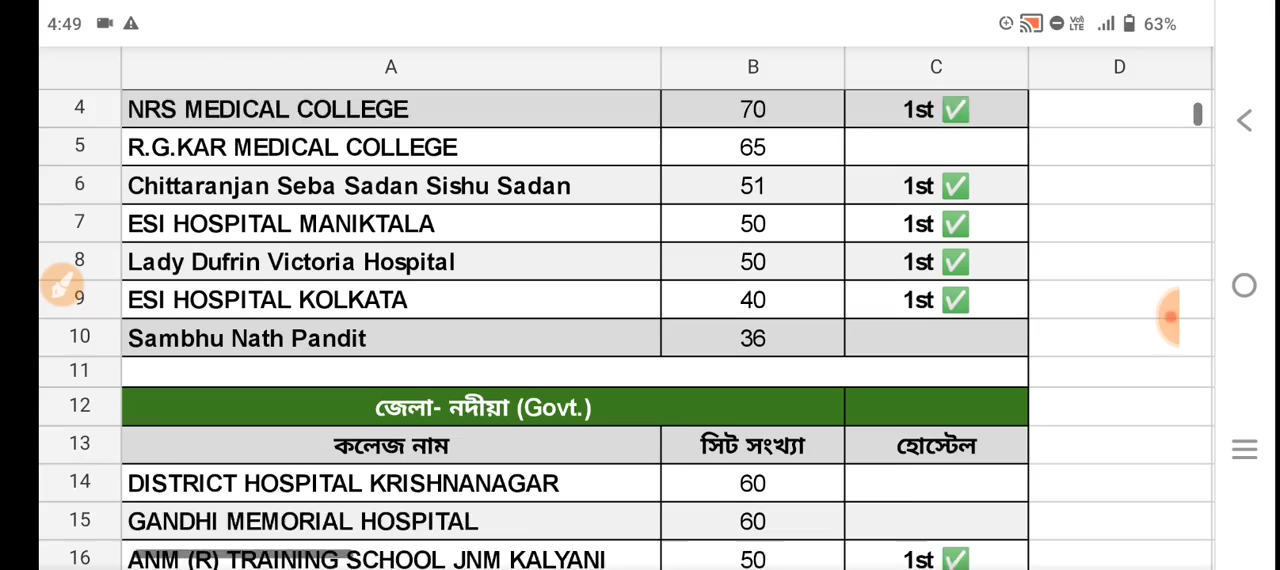 4:49 63%
A B C D
4 NRS MEDICAL COLLEGE 70 1st ✅
5 R.G.KAR MEDICAL COLLEGE 65
6 Chittaranjan Seba Sadan Sishu Sadan 51 1st ✅
7 ESI HOSPITAL MANIKTALA 50 1st ✅
8 Lady Dufrin Victoria Hospital 50 1st ✅
9 ESI HOSPITAL KOLKATA 40 1st ✅
10 Sambhu Nath Pandit 36
11
12 জেলা- নদীয়া (Govt.)
13 কলেজ নাম সিট সংখ্যা হোস্টেল
14 DISTRICT HOSPITAL KRISHNANAGAR 60
15 GANDHI MEMORIAL HOSPITAL 60
16 ANM (R) TRAINING SCHOOL JNM KALYANI 50 1st ✅